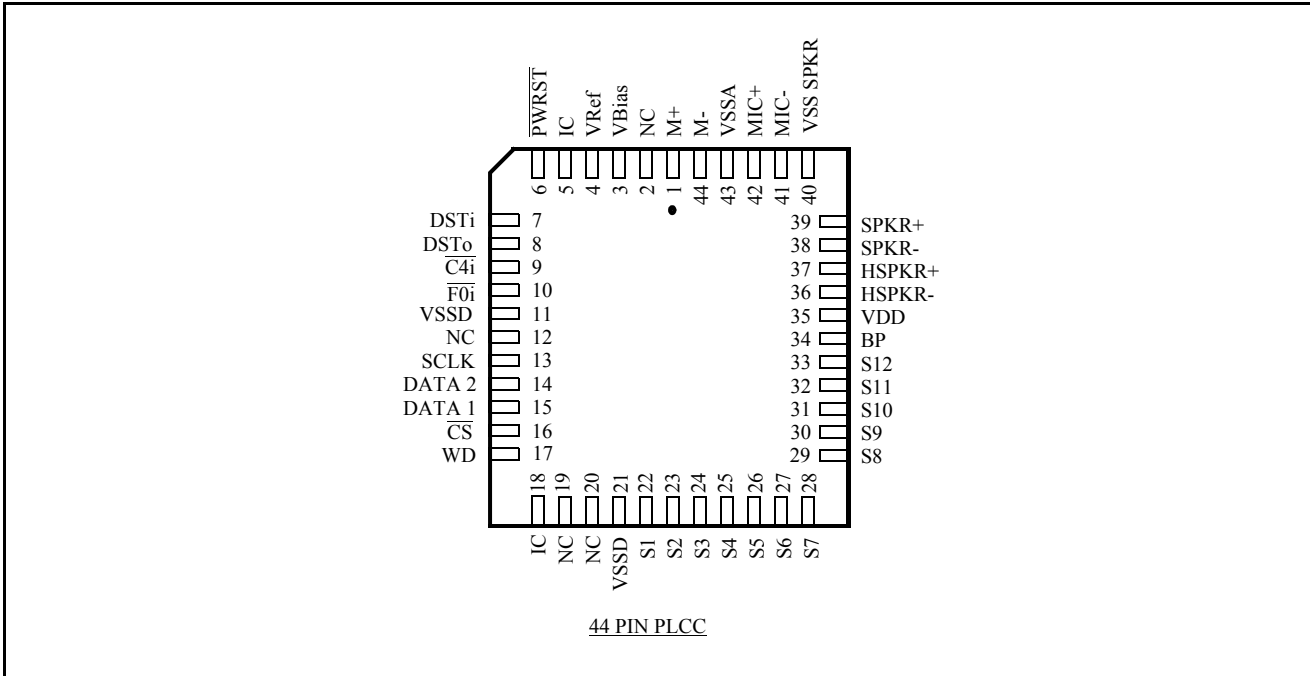 P̅W̅R̅S̅T̅
IC
VRef
VBias
NC
M+
M-
VSSA
MIC+
MIC-
VSS SPKR
6 5 4 3 2 1 44 43 42 41 40
DSTi 7
DSTo 8
C̅4̅i̅ 9
F̅0̅i̅ 10
VSSD 11
NC 12
SCLK 13
DATA 2 14
DATA 1 15
C̅S̅ 16
WD 17
39 SPKR+
38 SPKR-
37 HSPKR+
36 HSPKR-
35 VDD
34 BP
33 S12
32 S11
31 S10
30 S9
29 S8
18 19 20 21 22 23 24 25 26 27 28
IC
NC
NC
VSSD
S1
S2
S3
S4
S5
S6
S7
44 PIN PLCC